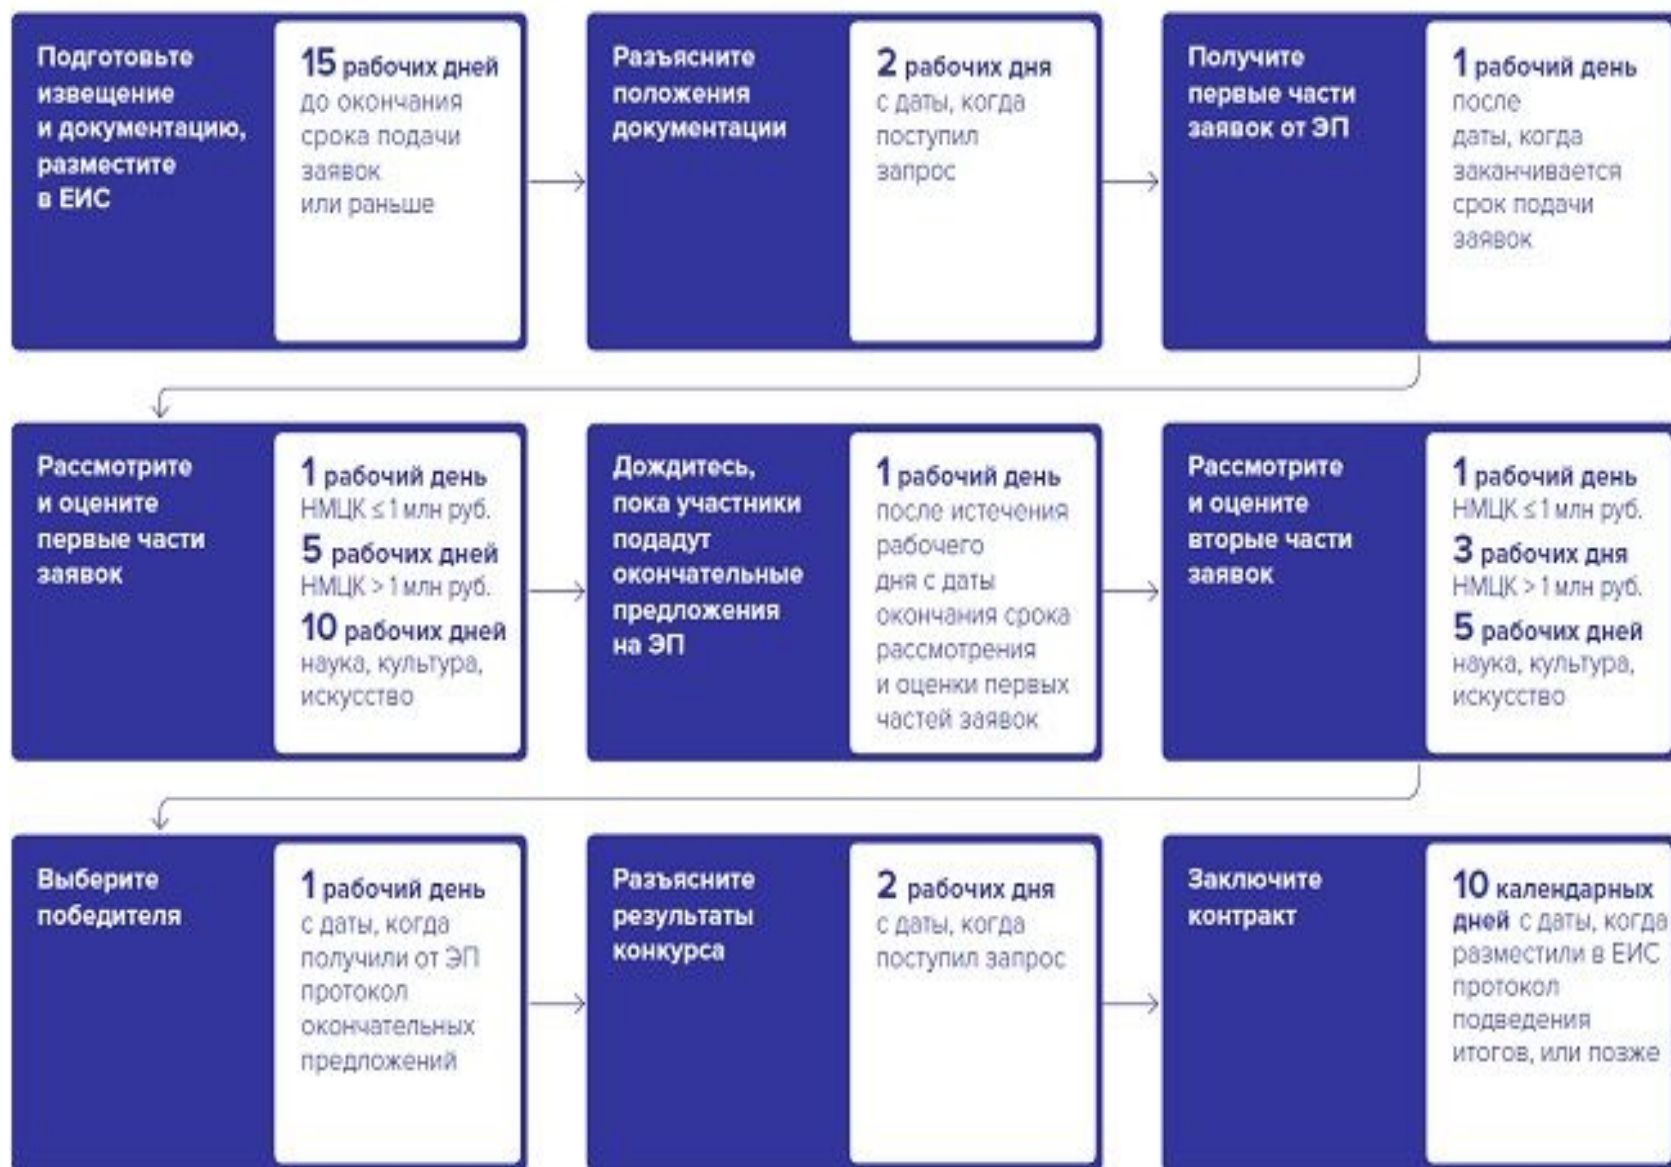 Подготовьте
извещение
и документацию,
разместите
в ЕИС
15 рабочих дней
до окончания
срока подачи
заявок
или раньше
Разъясните
положения
документации
2 рабочих дня
с даты, когда
поступил
запрос
Получите
первые части
заявок от ЭП
1 рабочий день
после
даты, когда
заканчивается
срок подачи
заявок
Рассмотрите
и оцените
первые части
заявок
1 рабочий день
НМЦК ≤ 1 млн руб.
5 рабочих дней
НМЦК > 1 млн руб.
10 рабочих дней
наука, культура,
искусство
Дождитесь,
пока участники
подадут
окончательные
предложения
на ЭП
1 рабочий день
после истечения
рабочего
дня с даты
окончания срока
рассмотрения
и оценки первых
частей заявок
Рассмотрите
и оцените
вторые части
заявок
1 рабочий день
НМЦК ≤ 1 млн руб.
3 рабочих дня
НМЦК > 1 млн руб.
5 рабочих дней
наука, культура,
искусство
Выберите
победителя
1 рабочий день
с даты, когда
получили от ЭП
протокол
окончательных
предложений
Разъясните
результаты
конкурса
2 рабочих дня
с даты, когда
поступил запрос
Заключите
контракт
10 календарных
дней с даты, когда
разместили в ЕИС
протокол
подведения
итогов, или позже